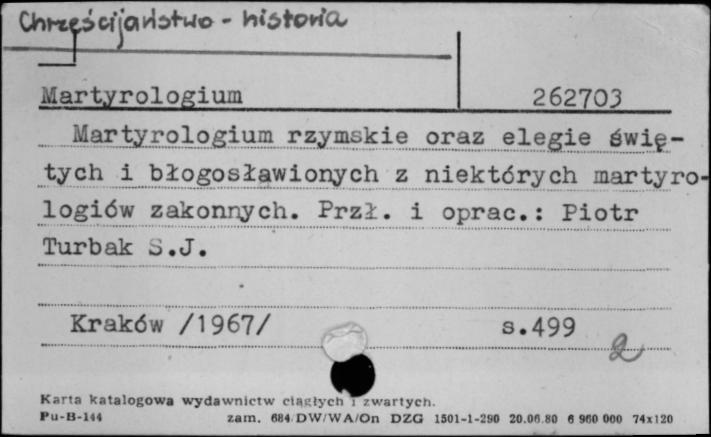 Chrześcijaństwo - historia
Martyrologium 262703
Martyrologium rzymskie oraz elegie świę-
tych i błogosławionych z niektórych martyro-
logiów zakonnych. Przł. i oprac.: Piotr
Turbak S.J.
Kraków /1967/ s.499
2
Karta katalogowa wydawnictw ciągłych i zwartych.
Pu-B-144 zam. 684/DW/WA/On DZG 1501-1-290 20.06.80 6 960 000 74x120